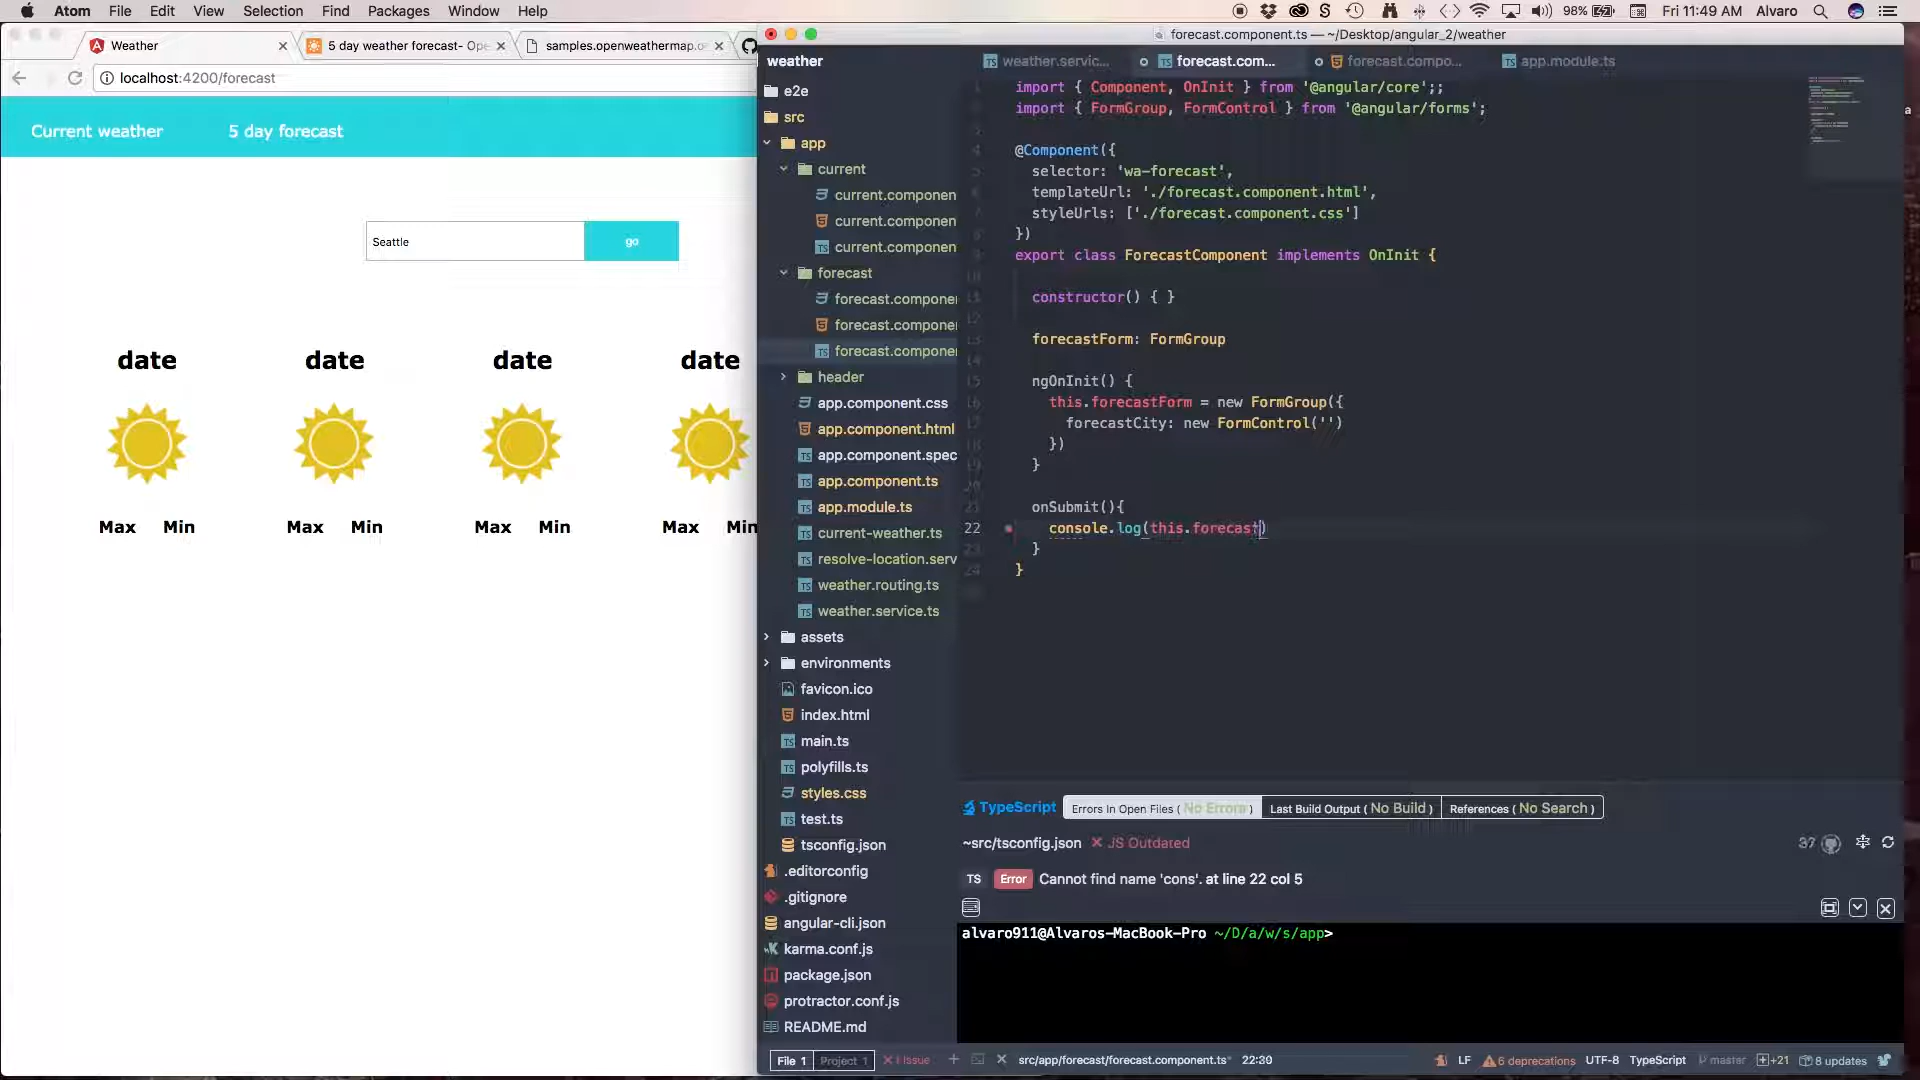 Atom File Edit View Selection Find Packages Window Help
98% Fri 11:49 AM Alvaro
Weather
5 day weather forecast- Ope
samples.openweathermap.o
localhost:4200/forecast
Current weather 5 day forecast
Seattle go
date date date date
Max Min Max Min Max Min Max Min
forecast.component.ts — ~/Desktop/angular_2/weather
weather
e2e
src
app
current
current.componen
current.componen
current.componen
forecast
forecast.compone
forecast.compone
forecast.compone
header
app.component.css
app.component.html
app.component.spec
app.component.ts
app.module.ts
current-weather.ts
resolve-location.serv
weather.routing.ts
weather.service.ts
assets
environments
favicon.ico
index.html
main.ts
polyfills.ts
styles.css
test.ts
tsconfig.json
.editorconfig
.gitignore
angular-cli.json
karma.conf.js
package.json
protractor.conf.js
README.md
weather.servic... forecast.com... forecast.compo... app.module.ts
import { Component, OnInit } from '@angular/core';;
import { FormGroup, FormControl } from '@angular/forms';
@Component({
selector: 'wa-forecast',
templateUrl: './forecast.component.html',
styleUrls: ['./forecast.component.css']
})
export class ForecastComponent implements OnInit {
constructor() { }
forecastForm: FormGroup
ngOnInit() {
this.forecastForm = new FormGroup({
forecastCity: new FormControl('')
})
}
onSubmit(){
22 console.log(this.forecast)
}
}
TypeScript Errors In Open Files ( No Errors ) Last Build Output ( No Build ) References ( No Search )
~src/tsconfig.json ✕ JS Outdated 37
TS Error Cannot find name 'cons'. at line 22 col 5
alvaro911@Alvaros-MacBook-Pro ~/D/a/w/s/app>
File 1 Project 1 ✕ 1 Issue src/app/forecast/forecast.component.ts* 22:30 LF 6 deprecations UTF-8 TypeScript master +21 8 updates